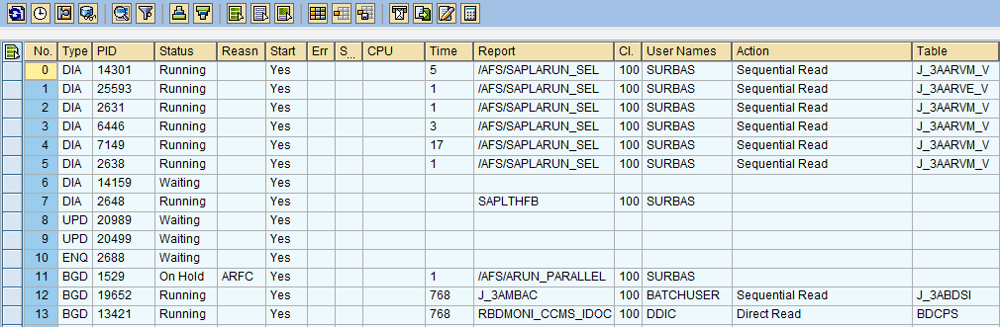 No. Type PID Status Reasn Start Err S... CPU Time Report Cl. User Names Action Table
0 DIA 14301 Running Yes 5 /AFS/SAPLARUN_SEL 100 SURBAS Sequential Read J_3AARVM_V
1 DIA 25593 Running Yes 1 /AFS/SAPLARUN_SEL 100 SURBAS Sequential Read J_3AARVE_V
2 DIA 2631 Running Yes 1 /AFS/SAPLARUN_SEL 100 SURBAS Sequential Read J_3AARVM_V
3 DIA 6446 Running Yes 3 /AFS/SAPLARUN_SEL 100 SURBAS Sequential Read J_3AARVM_V
4 DIA 7149 Running Yes 17 /AFS/SAPLARUN_SEL 100 SURBAS Sequential Read J_3AARVM_V
5 DIA 2638 Running Yes 1 /AFS/SAPLARUN_SEL 100 SURBAS Sequential Read J_3AARVM_V
6 DIA 14159 Waiting Yes
7 DIA 2648 Running Yes SAPLTHFB 100 SURBAS
8 UPD 20989 Waiting Yes
9 UPD 20499 Waiting Yes
10 ENQ 2688 Waiting Yes
11 BGD 1529 On Hold ARFC Yes 1 /AFS/ARUN_PARALLEL 100 SURBAS
12 BGD 19652 Running Yes 768 J_3AMBAC 100 BATCHUSER Sequential Read J_3ABDSI
13 BGD 13421 Running Yes 768 RBDMONI_CCMS_IDOC 100 DDIC Direct Read BDCPS